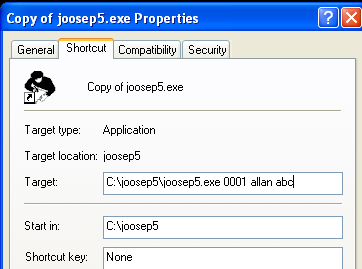 Copy of joosep5.exe Properties
General Shortcut Compatibility Security
Copy of joosep5.exe
Target type: Application
Target location: joosep5
Target: C:\joosep5\joosep5.exe 0001 allan abc
Start in: C:\joosep5
Shortcut key: None